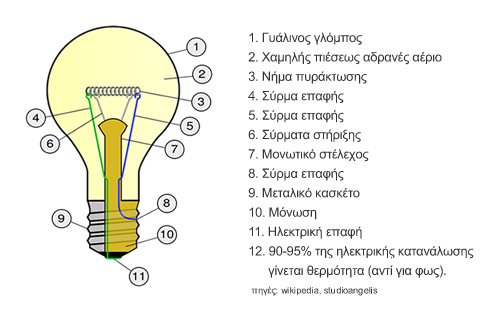 1. Γυάλινος γλόμπος
2. Χαμηλής πιέσεως αδρανές αέριο
3. Νήμα πυράκτωσης
4. Σύρμα επαφής
5. Σύρμα επαφής
6. Σύρματα στήριξης
7. Μονωτικό στέλεχος
8. Σύρμα επαφής
9. Μεταλικό κασκέτο
10. Μόνωση
11. Ηλεκτρική επαφή
12. 90-95% της ηλεκτρικής κατανάλωσης
γίνεται θερμότητα (αντί για φως).
πηγές: wikipedia, studioangelis
1
2
3
4
5
6
7
8
9
10
11